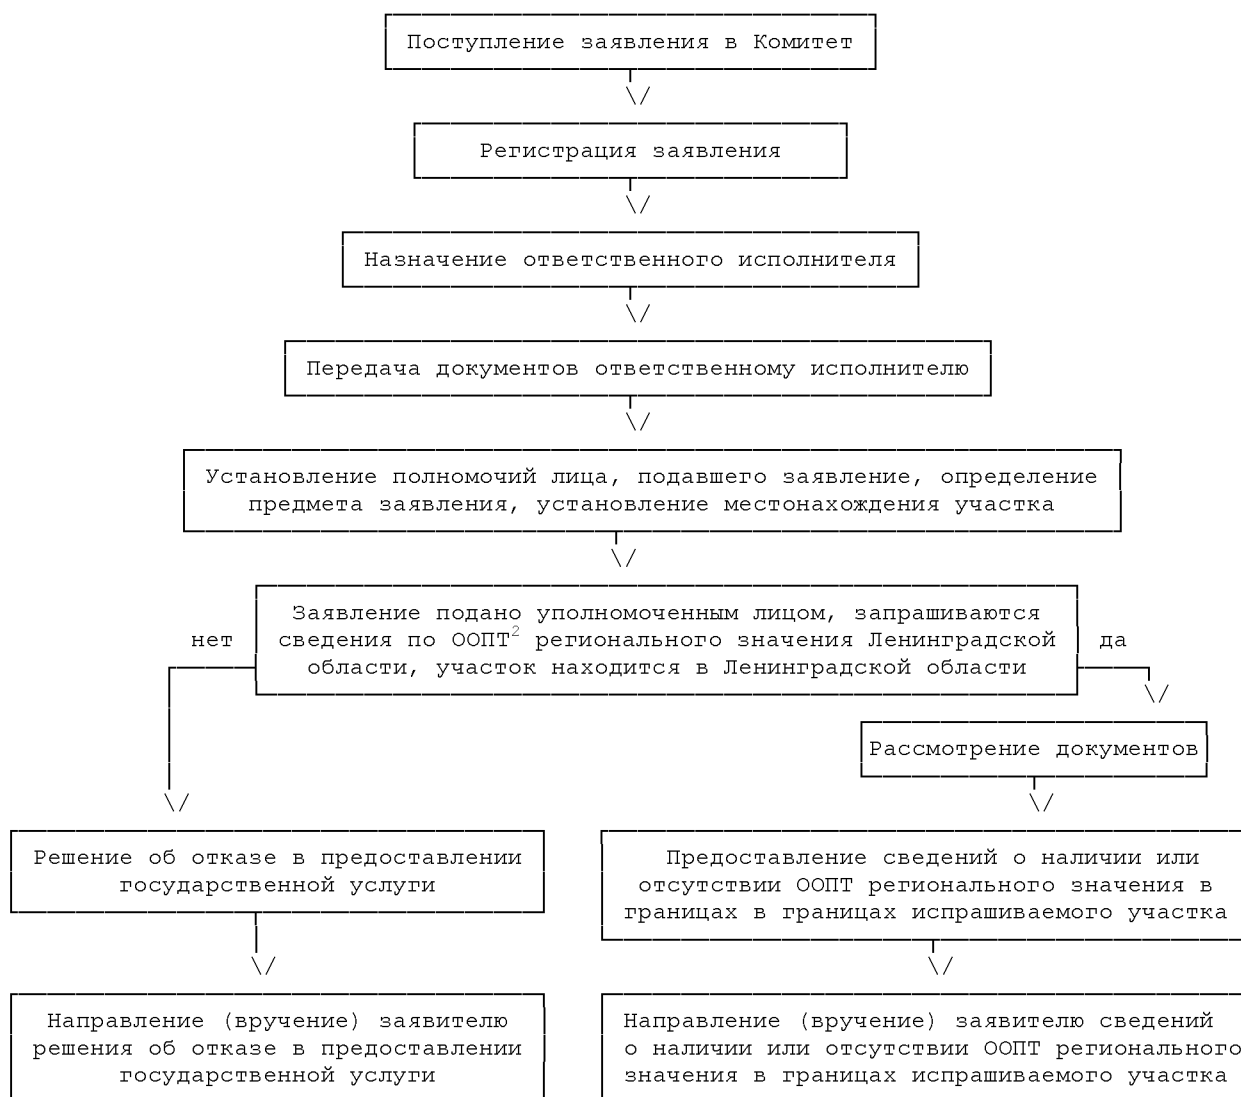 Поступление заявления в Комитет
Регистрация заявления
Назначение ответственного исполнителя
Передача документов ответственному исполнителю
Установление полномочий лица, подавшего заявление, определение
предмета заявления, установление местонахождения участка
Заявление подано уполномоченным лицом, запрашиваются
нет сведения по ООПТ² регионального значения Ленинградской да
области, участок находится в Ленинградской области
Рассмотрение документов
Решение об отказе в предоставлении
государственной услуги
Предоставление сведений о наличии или
отсутствии ООПТ регионального значения в
границах в границах испрашиваемого участка
Направление (вручение) заявителю
решения об отказе в предоставлении
государственной услуги
Направление (вручение) заявителю сведений
о наличии или отсутствии ООПТ регионального
значения в границах испрашиваемого участка